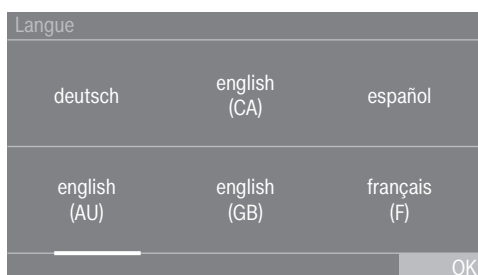 Langue
deutsch
english
(CA)
español
english
(AU)
english
(GB)
français
(F)
OK